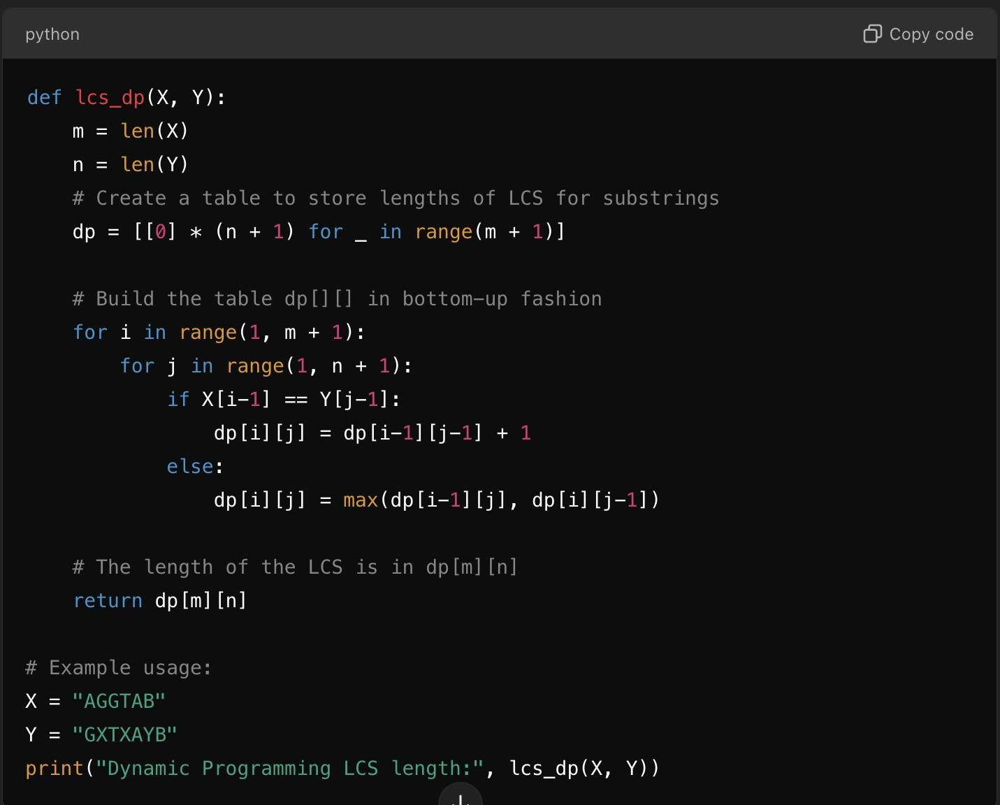 python
Copy code
def lcs_dp(X, Y):
    m = len(X)
    n = len(Y)
    # Create a table to store lengths of LCS for substrings
    dp = [[0] * (n + 1) for _ in range(m + 1)]

    # Build the table dp[][] in bottom-up fashion
    for i in range(1, m + 1):
        for j in range(1, n + 1):
            if X[i-1] == Y[j-1]:
                dp[i][j] = dp[i-1][j-1] + 1
            else:
                dp[i][j] = max(dp[i-1][j], dp[i][j-1])

    # The length of the LCS is in dp[m][n]
    return dp[m][n]

# Example usage:
X = "AGGTAB"
Y = "GXTXAYB"
print("Dynamic Programming LCS length:", lcs_dp(X, Y))